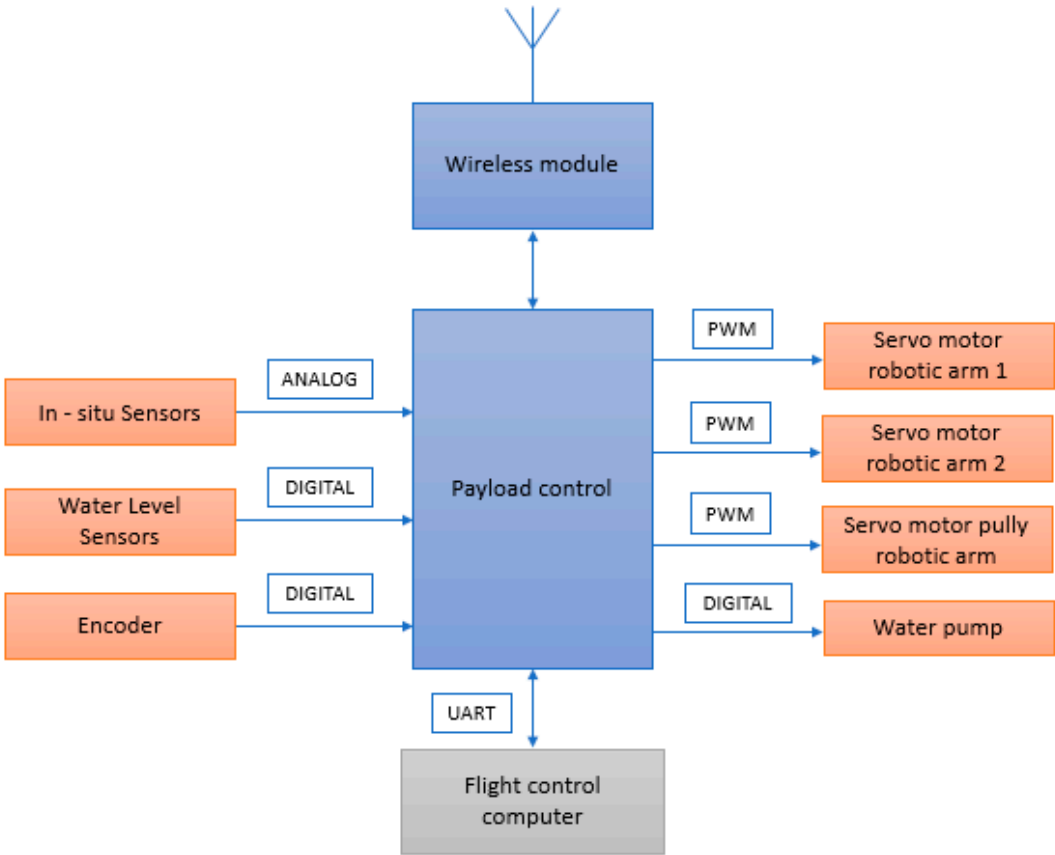 Wireless module
PWM
Servo motor
robotic arm 1
ANALOG
In - situ Sensors
PWM
Servo motor
robotic arm 2
Payload control
DIGITAL
Water Level
Sensors
PWM
Servo motor pully
robotic arm
DIGITAL
Encoder
DIGITAL
Water pump
UART
Flight control
computer